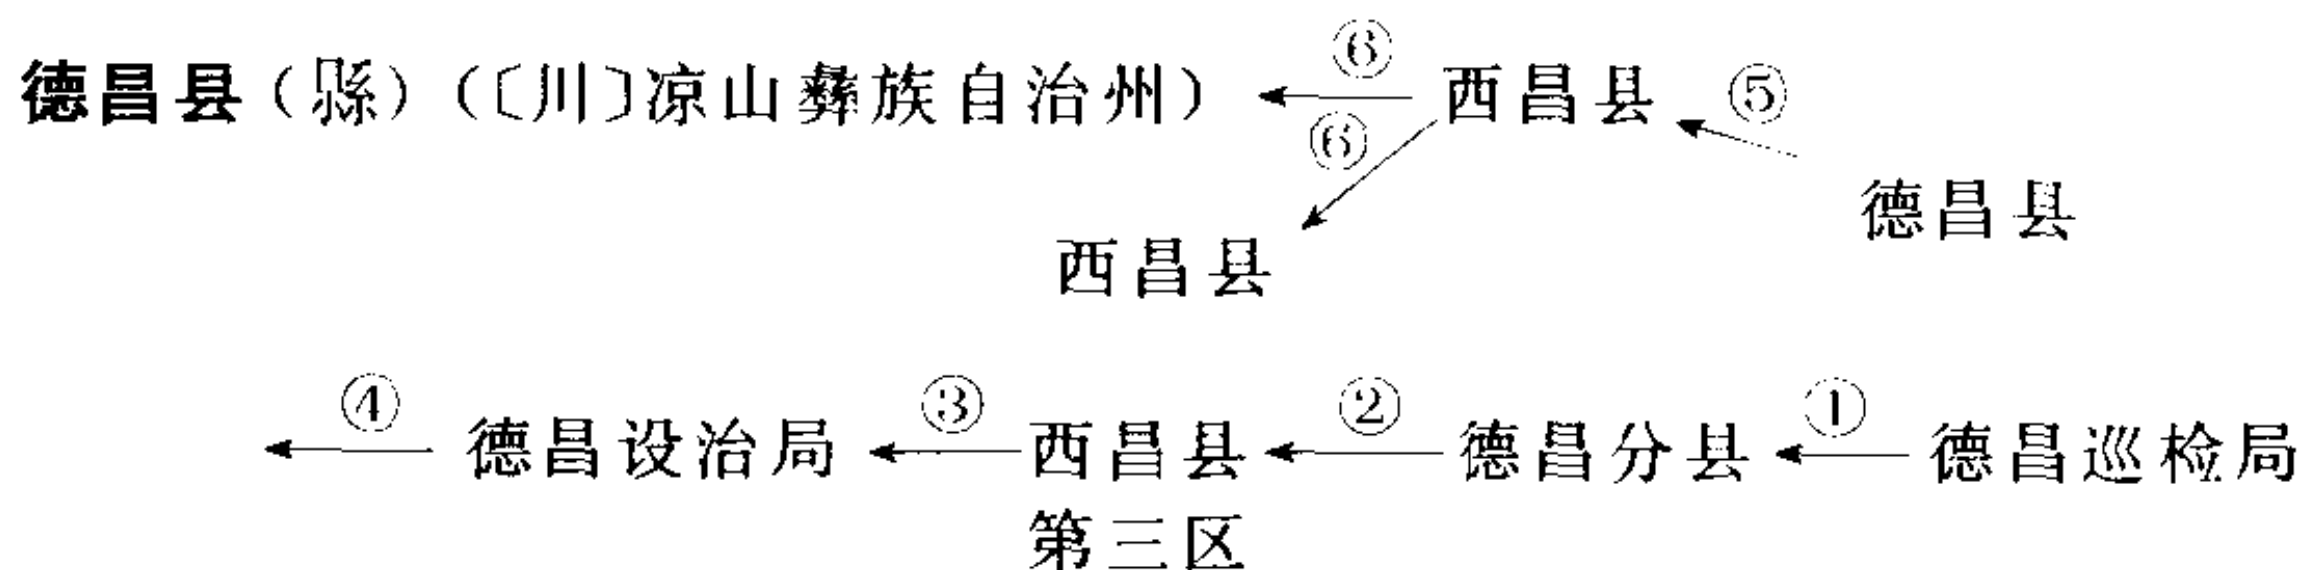 德昌县（縣）（〔川〕凉山彝族自治州） ←⑥ 西昌县 ←⑤
⑥
德昌县
西昌县
←④ 德昌设治局 ←③ 西昌县 ←② 德昌分县 ←① 德昌巡检局
第三区